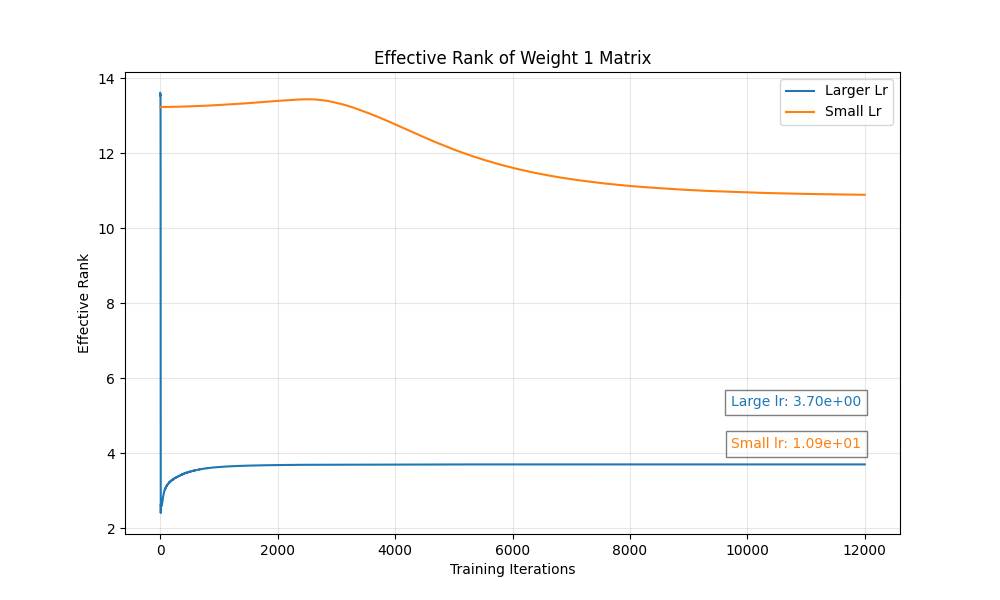 Effective Rank of Weight 1 Matrix
Larger Lr
Small Lr
14
12
10
8
6
4
2
Effective Rank
Large lr: 3.70e+00
Small lr: 1.09e+01
0
2000
4000
6000
8000
10000
12000
Training Iterations